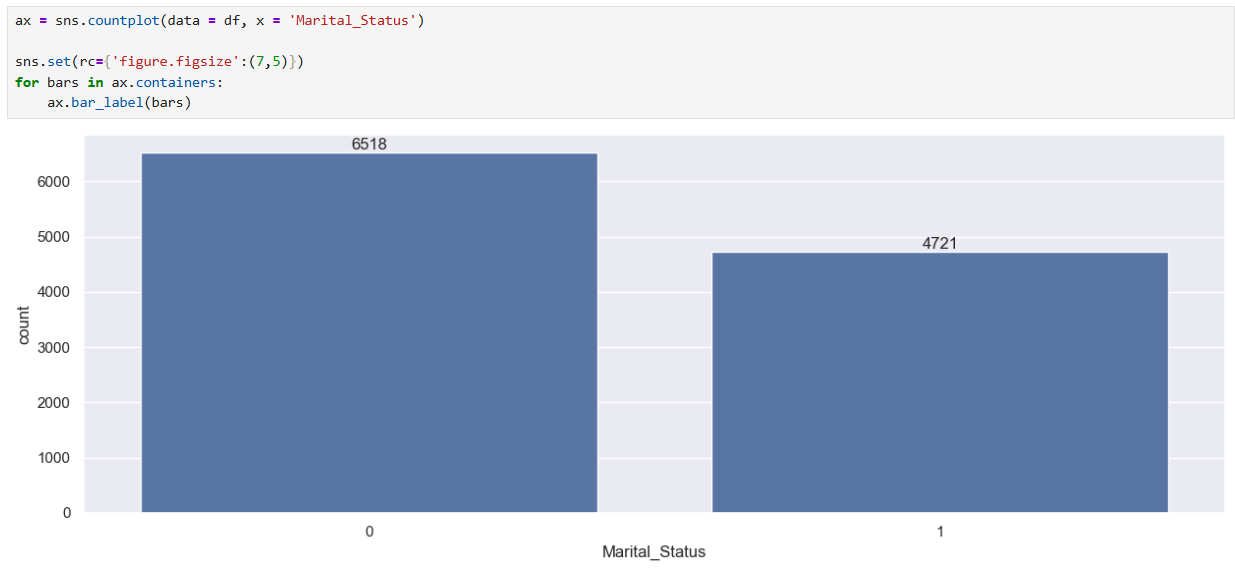 ax = sns.countplot(data = df, x = 'Marital_Status')
sns.set(rc={'figure.figsize':(7,5)})
for bars in ax.containers:
    ax.bar_label(bars)
6518
6000
5000
4721
4000
count
3000
2000
1000
0
0 1
Marital_Status